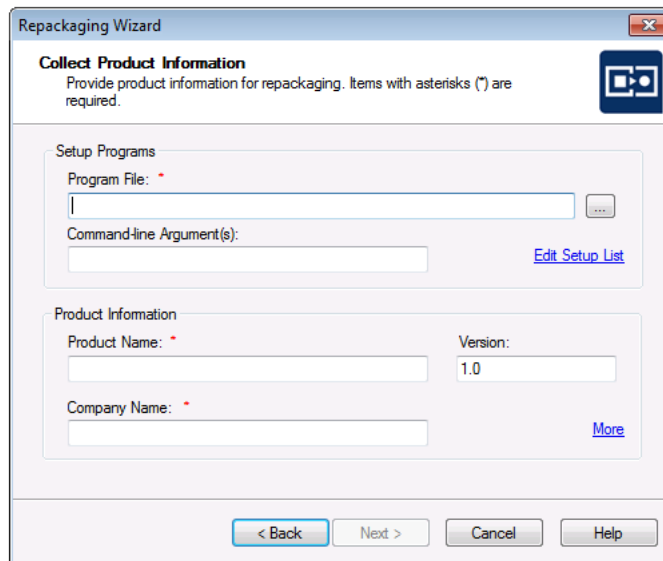 Repackaging Wizard
Collect Product Information
Provide product information for repackaging. Items with asterisks (*) are
required.
Setup Programs
Program File: *
...
Command-line Argument(s):
Edit Setup List
Product Information
Product Name: *
Version:
1.0
Company Name: *
More
< Back
Next >
Cancel
Help